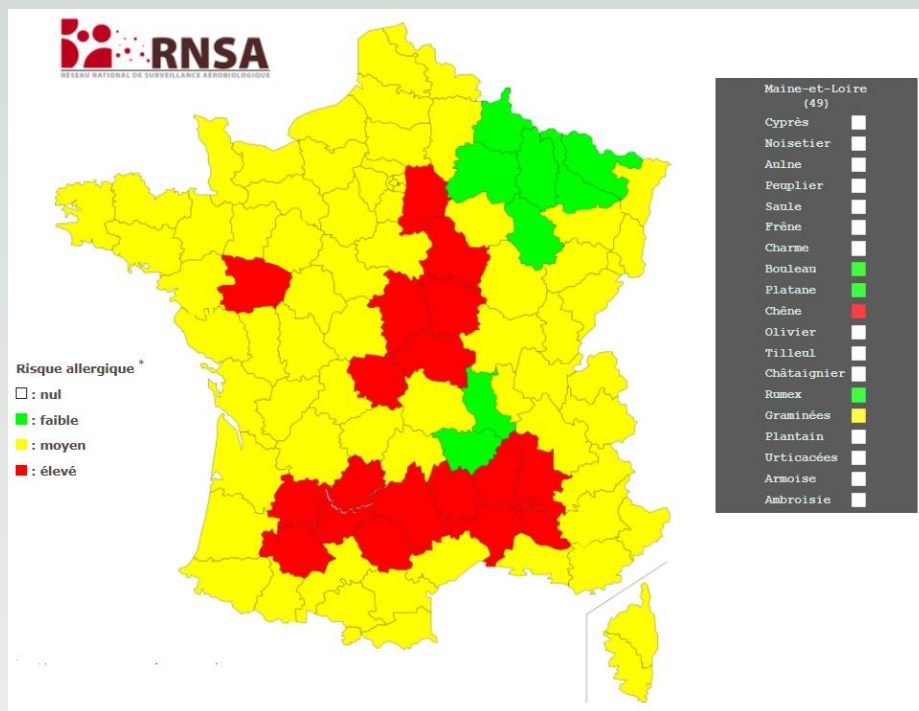 RNSA
RÉSEAU NATIONAL DE SURVEILLANCE AÉROBIOLOGIQUE
Maine-et-Loire
(49)
Cyprès
Noisetier
Aulne
Peuplier
Saule
Frêne
Charme
Bouleau
Platane
Chêne
Olivier
Tilleul
Châtaignier
Rumex
Graminées
Plantain
Urticacées
Armoise
Ambroisie
Risque allergique *
: nul
: faible
: moyen
: élevé